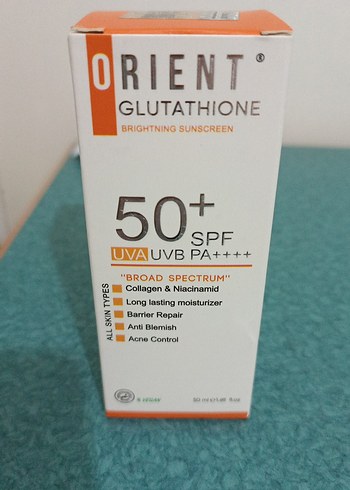 ORIENT ®
GLUTATHIONE
BRIGHTNING SUNSCREEN
50+ SPF
UVA UVB PA++++
"BROAD SPECTRUM"
ALL SKIN TYPES
Collagen & Niacinamid
Long lasting moisturizer
Barrier Repair
Anti Blemish
Acne Control